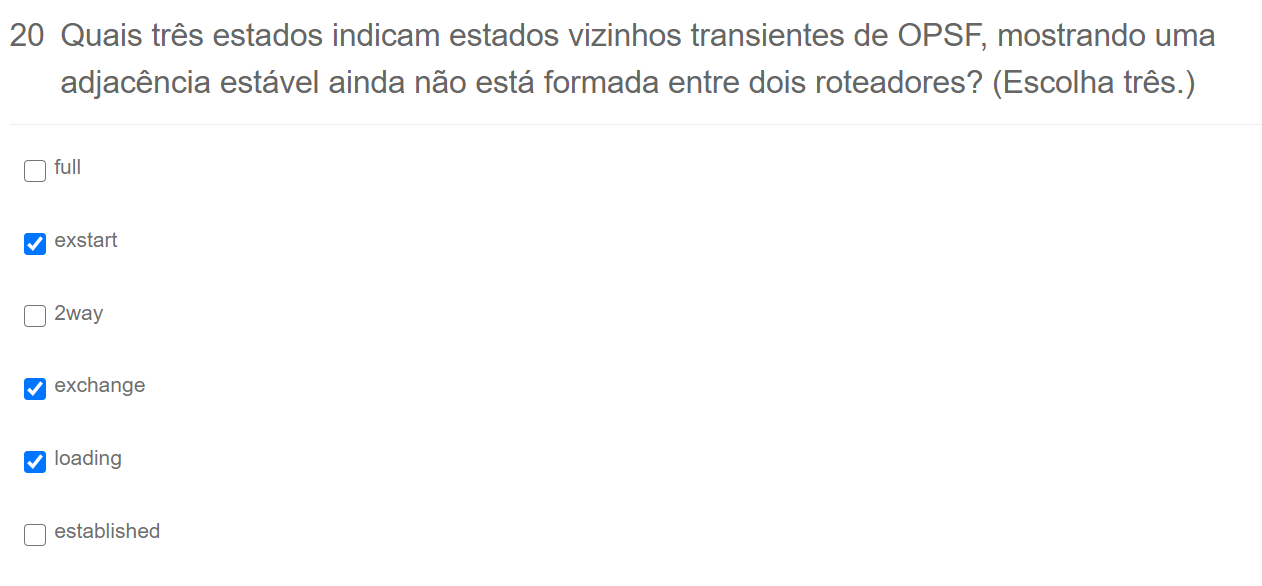 20 Quais três estados indicam estados vizinhos transientes de OPSF, mostrando uma
adjacência estável ainda não está formada entre dois roteadores? (Escolha três.)
full
exstart
2way
exchange
loading
established